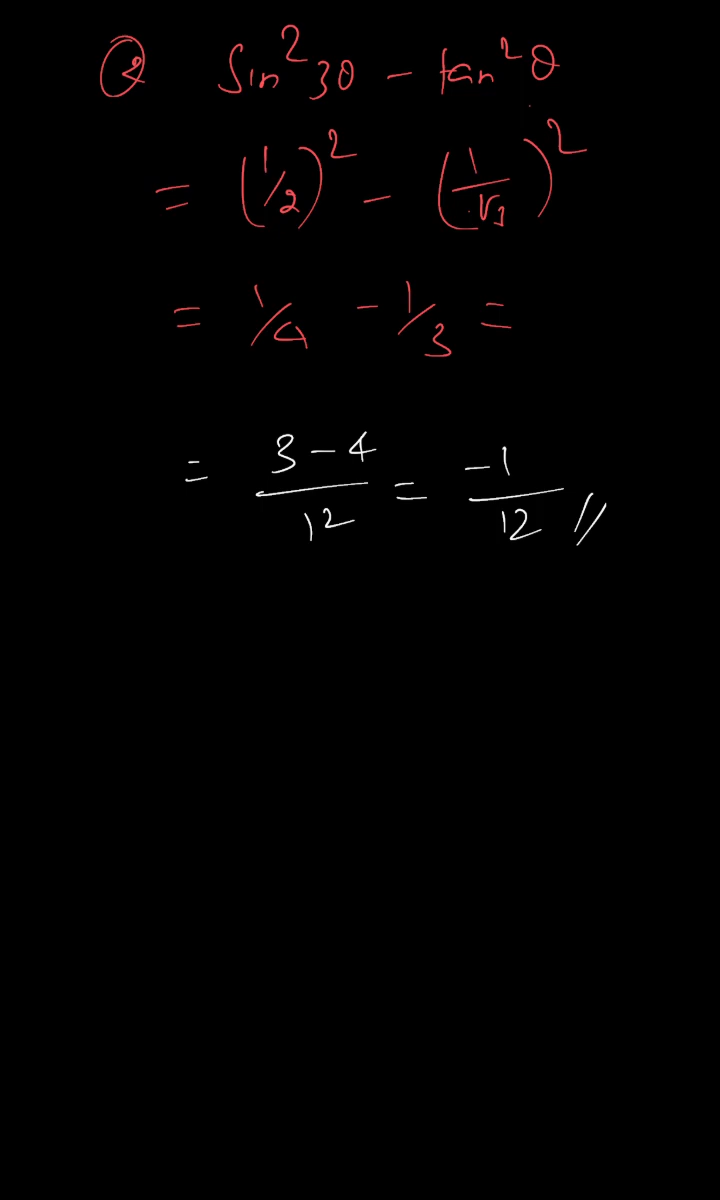 ② sin²30 - tan²θ
= (1/2)² - (1/√3)²
= 1/4 - 1/3 =
= (3-4)/12 = -1/12 //